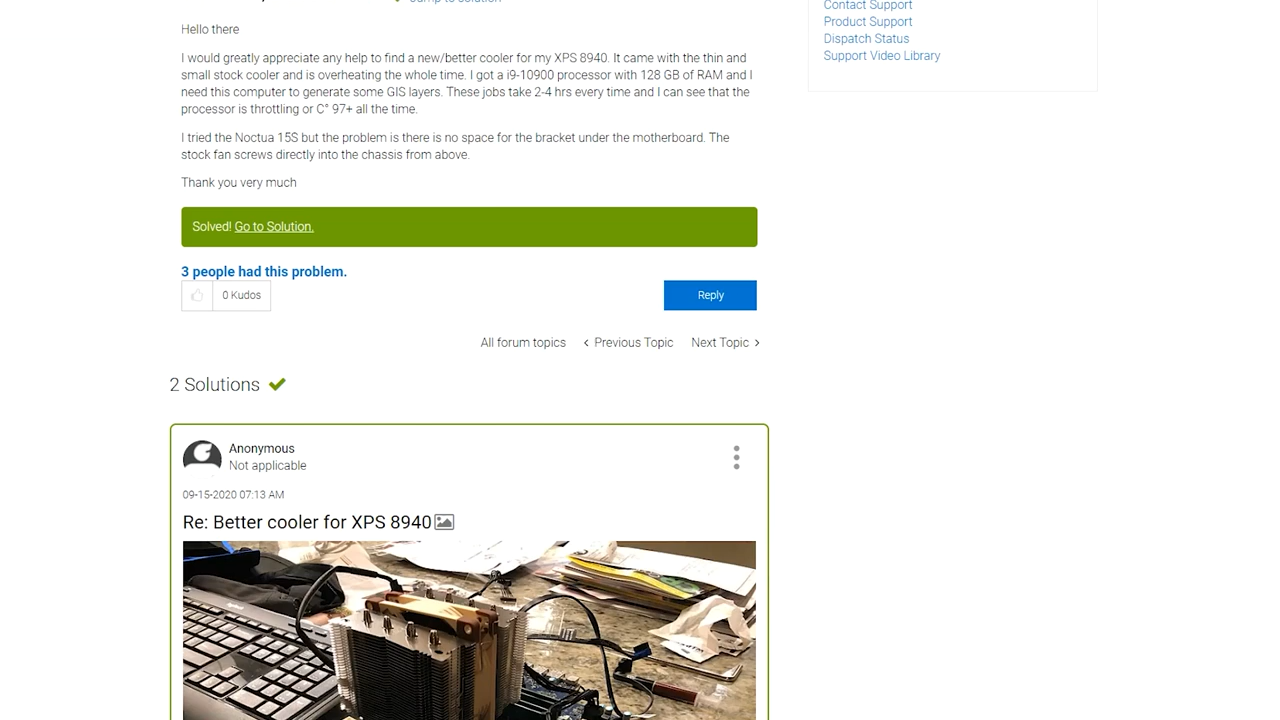 Jump to solution
Contact Support
Product Support
Dispatch Status
Support Video Library
Hello there
I would greatly appreciate any help to find a new/better cooler for my XPS 8940. It came with the thin and
small stock cooler and is overheating the whole time. I got a i9-10900 processor with 128 GB of RAM and I
need this computer to generate some GIS layers. These jobs take 2-4 hrs every time and I can see that the
processor is throttling or C° 97+ all the time.
I tried the Noctua 15S but the problem is there is no space for the bracket under the motherboard. The
stock fan screws directly into the chassis from above.
Thank you very much
Solved! Go to Solution.
3 people had this problem.
0 Kudos
Reply
All forum topics
Previous Topic
Next Topic
2 Solutions
Anonymous
Not applicable
09-15-2020 07:13 AM
Re: Better cooler for XPS 8940